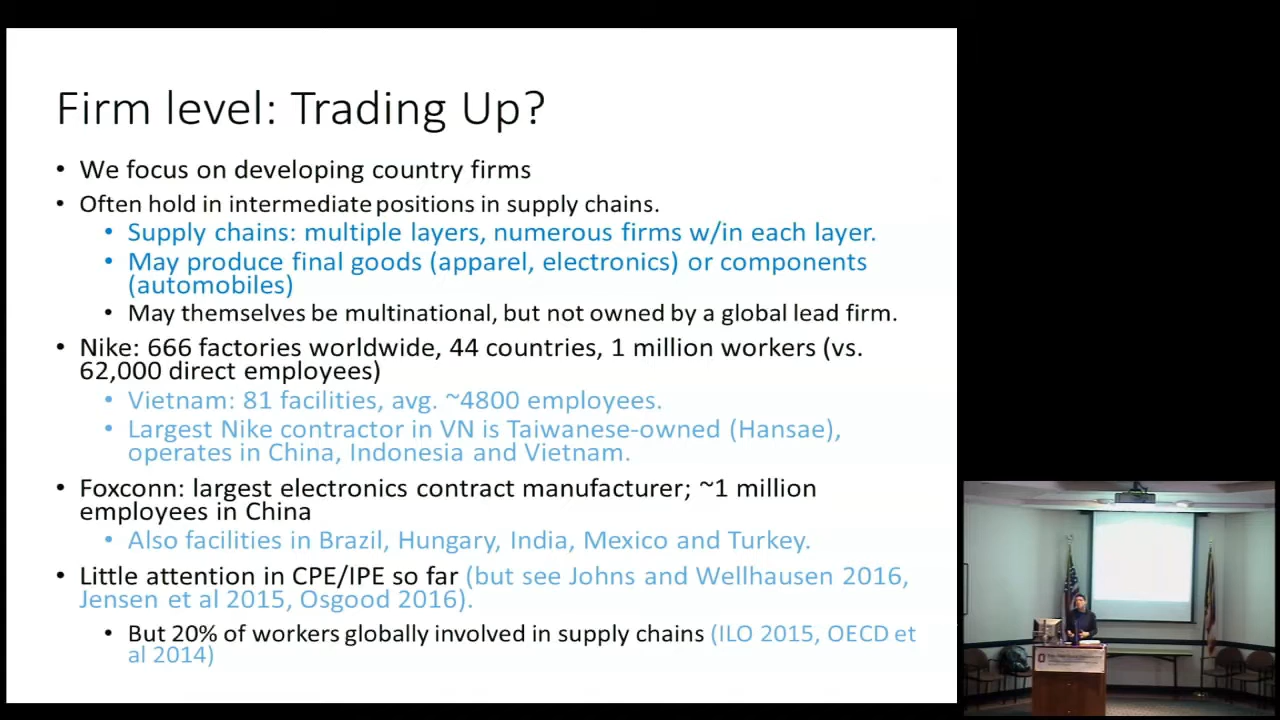 Firm level: Trading Up?
• We focus on developing country firms
• Often hold in intermediate positions in supply chains.
• Supply chains: multiple layers, numerous firms w/in each layer.
• May produce final goods (apparel, electronics) or components
(automobiles)
• May themselves be multinational, but not owned by a global lead firm.
• Nike: 666 factories worldwide, 44 countries, 1 million workers (vs.
62,000 direct employees)
• Vietnam: 81 facilities, avg. ~4800 employees.
• Largest Nike contractor in VN is Taiwanese-owned (Hansae),
operates in China, Indonesia and Vietnam.
• Foxconn: largest electronics contract manufacturer; ~1 million
employees in China
• Also facilities in Brazil, Hungary, India, Mexico and Turkey.
• Little attention in CPE/IPE so far (but see Johns and Wellhausen 2016,
Jensen et al 2015, Osgood 2016).
• But 20% of workers globally involved in supply chains (ILO 2015, OECD et
al 2014)